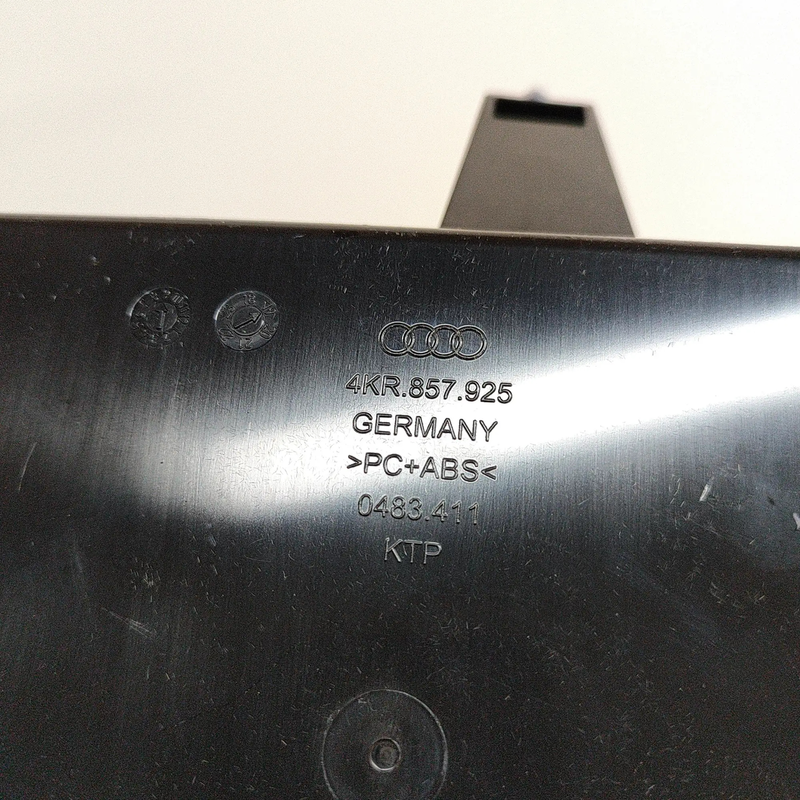 4KR.857.925
GERMANY
>PC+ABS<
0483.411
KTP